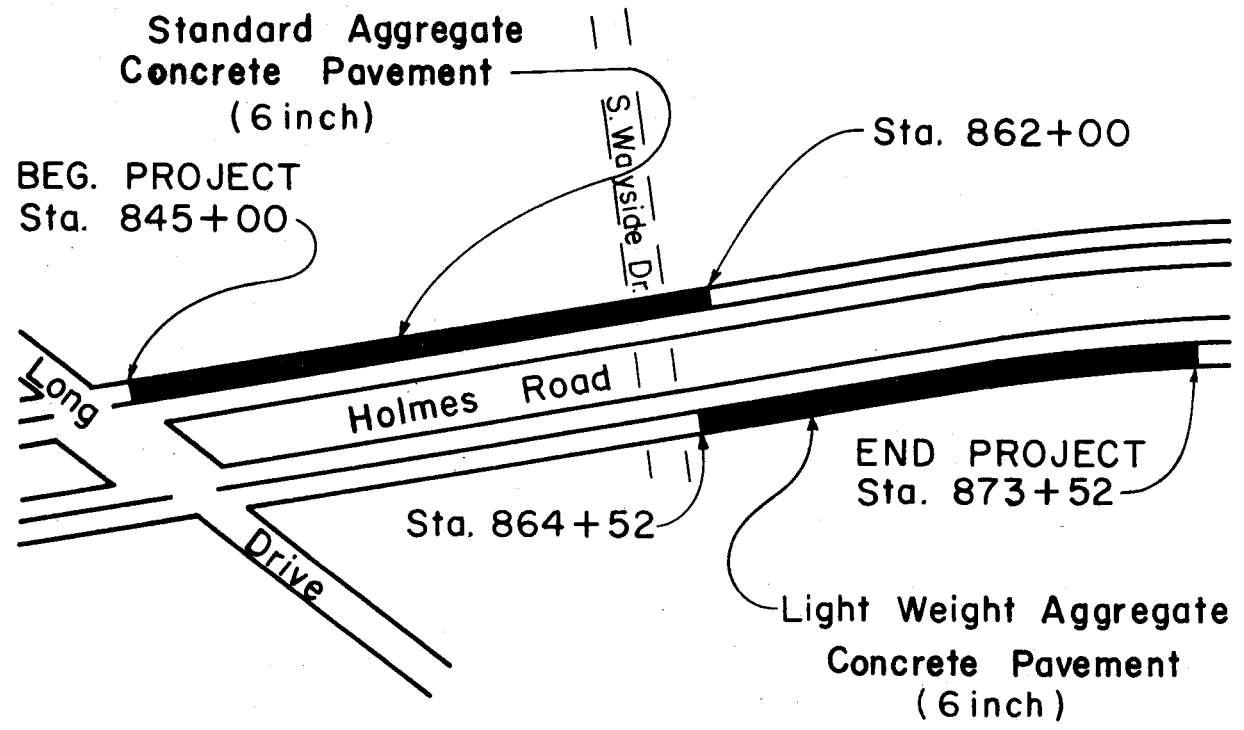 Standard Aggregate
Concrete Pavement
(6 inch)
BEG. PROJECT
Sta. 845+00
S. Wayside Dr.
Sta. 862+00
Long
Holmes Road
Drive
Sta. 864+52
END PROJECT
Sta. 873+52
Light Weight Aggregate
Concrete Pavement
(6 inch)